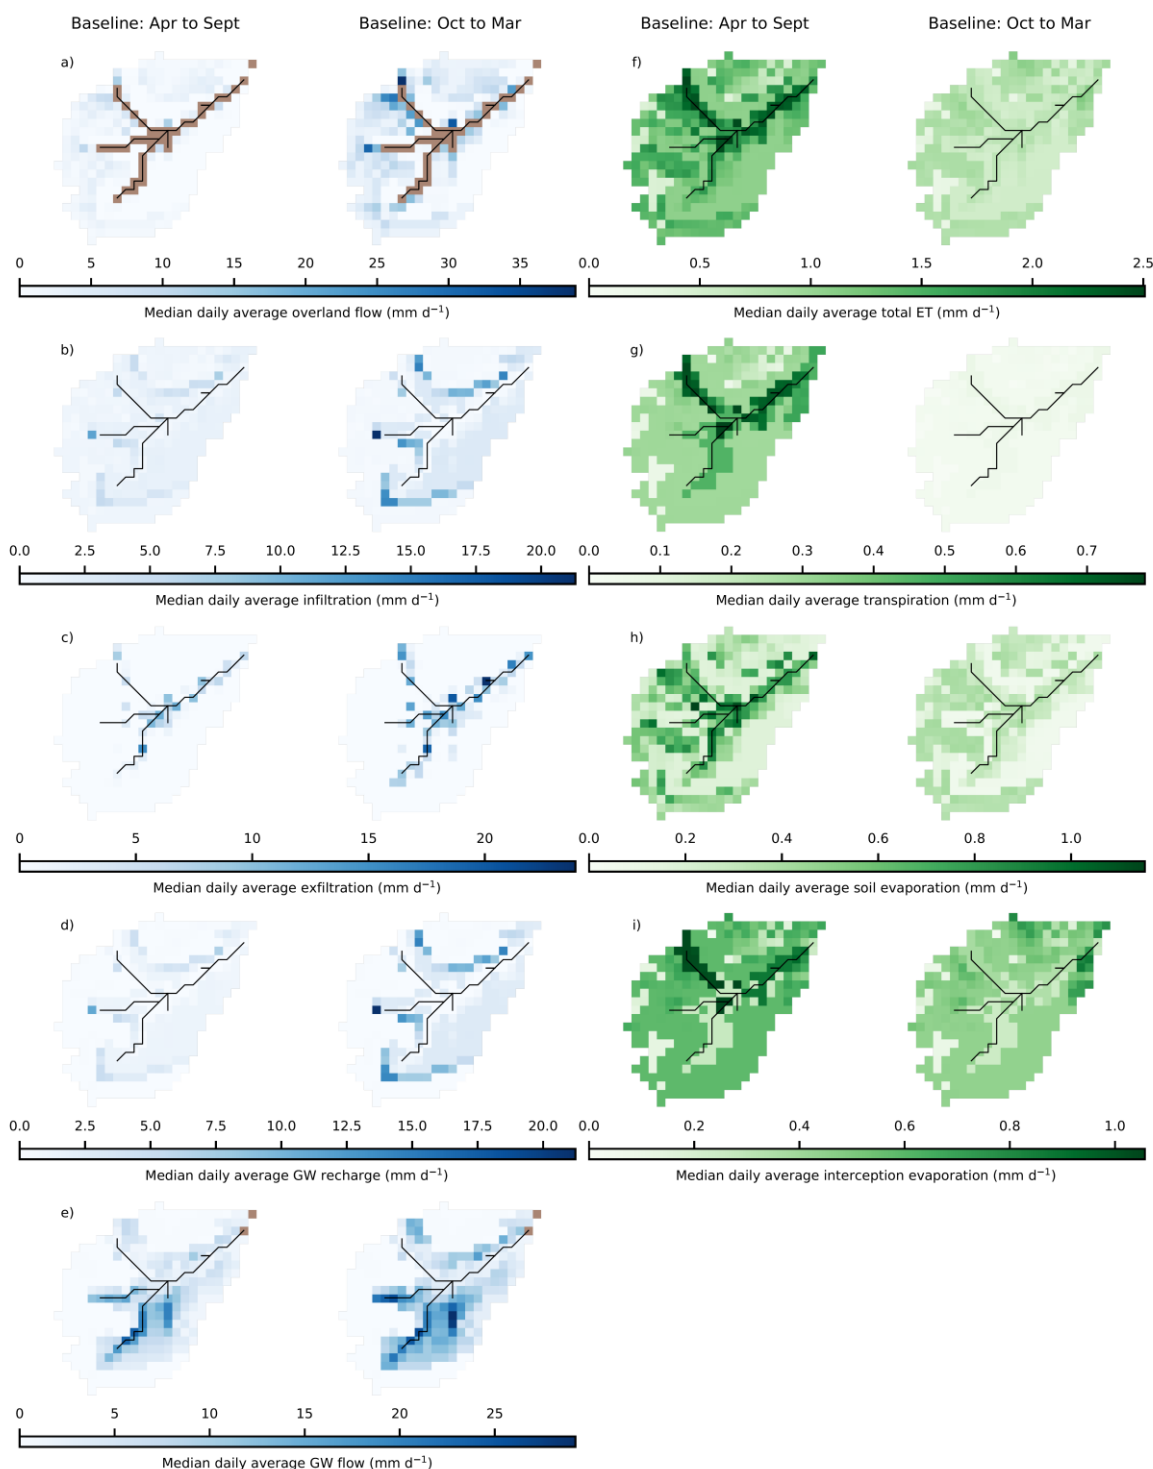 Baseline: Apr to Sept Baseline: Oct to Mar Baseline: Apr to Sept Baseline: Oct to Mar
a) f)
0 5 10 15 20 25 30 35 0.0 0.5 1.0 1.5 2.0 2.5
Median daily average overland flow (mm d⁻¹) Median daily average total ET (mm d⁻¹)
b) g)
0.0 2.5 5.0 7.5 10.0 12.5 15.0 17.5 20.0 0.0 0.1 0.2 0.3 0.4 0.5 0.6 0.7
Median daily average infiltration (mm d⁻¹) Median daily average transpiration (mm d⁻¹)
c) h)
0 5 10 15 20 0.0 0.2 0.4 0.6 0.8 1.0
Median daily average exfiltration (mm d⁻¹) Median daily average soil evaporation (mm d⁻¹)
d) i)
0.0 2.5 5.0 7.5 10.0 12.5 15.0 17.5 20.0 0.0 0.2 0.4 0.6 0.8 1.0
Median daily average GW recharge (mm d⁻¹) Median daily average interception evaporation (mm d⁻¹)
e)
0 5 10 15 20 25
Median daily average GW flow (mm d⁻¹)